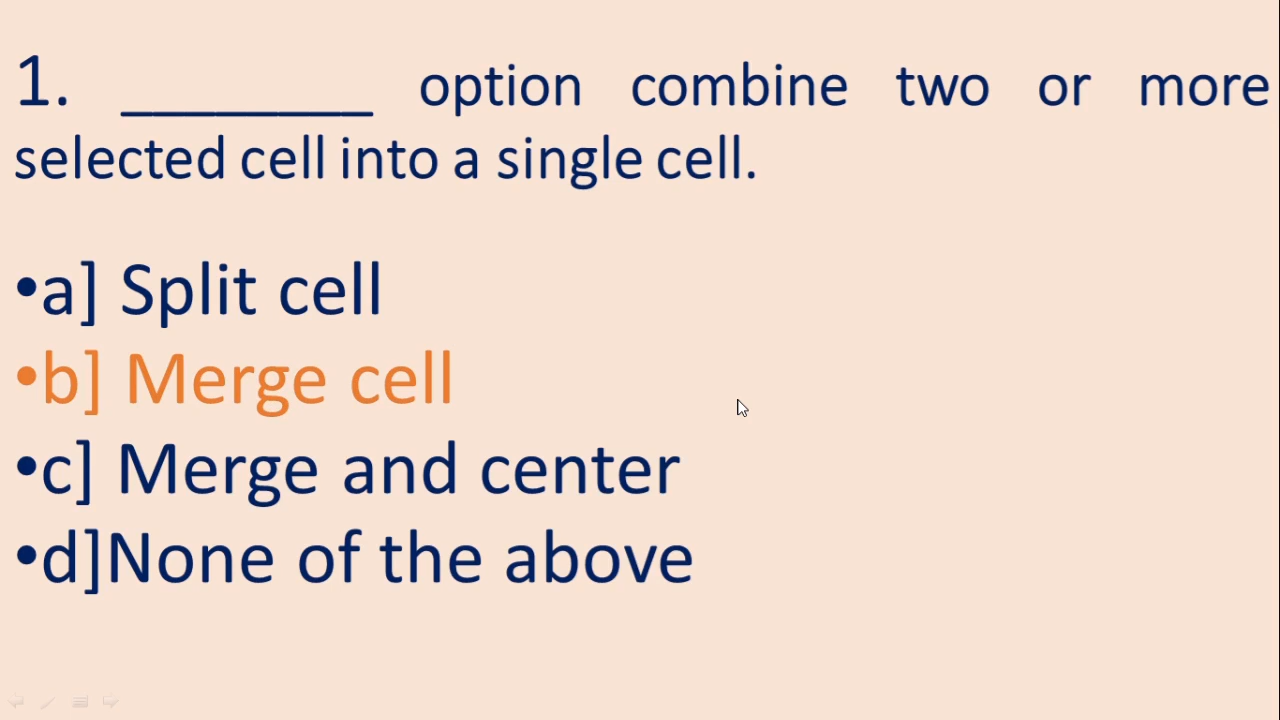 1. ________ option combine two or more
selected cell into a single cell.
•a] Split cell
•b] Merge cell
•c] Merge and center
•d]None of the above